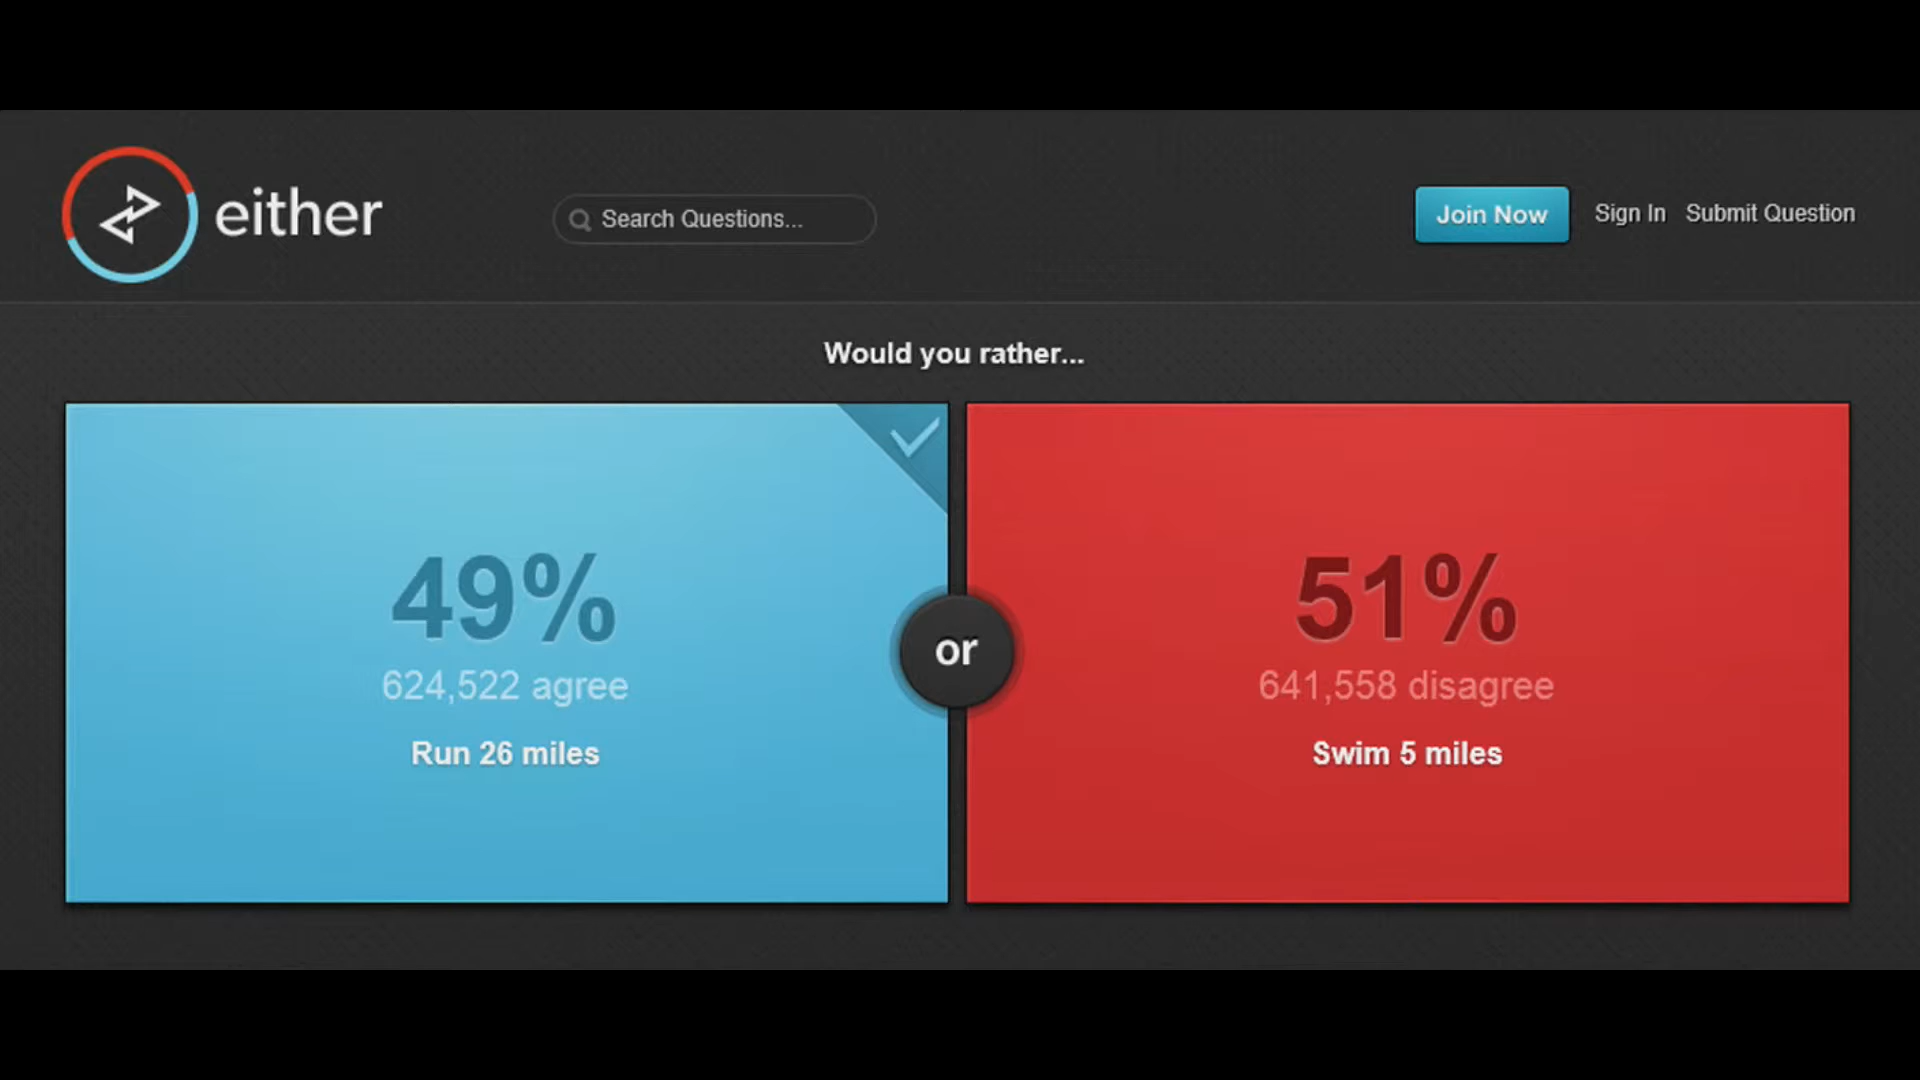 either
Search Questions...
Join Now
Sign In
Submit Question
Would you rather...
49%
624,522 agree
Run 26 miles
or
51%
641,558 disagree
Swim 5 miles